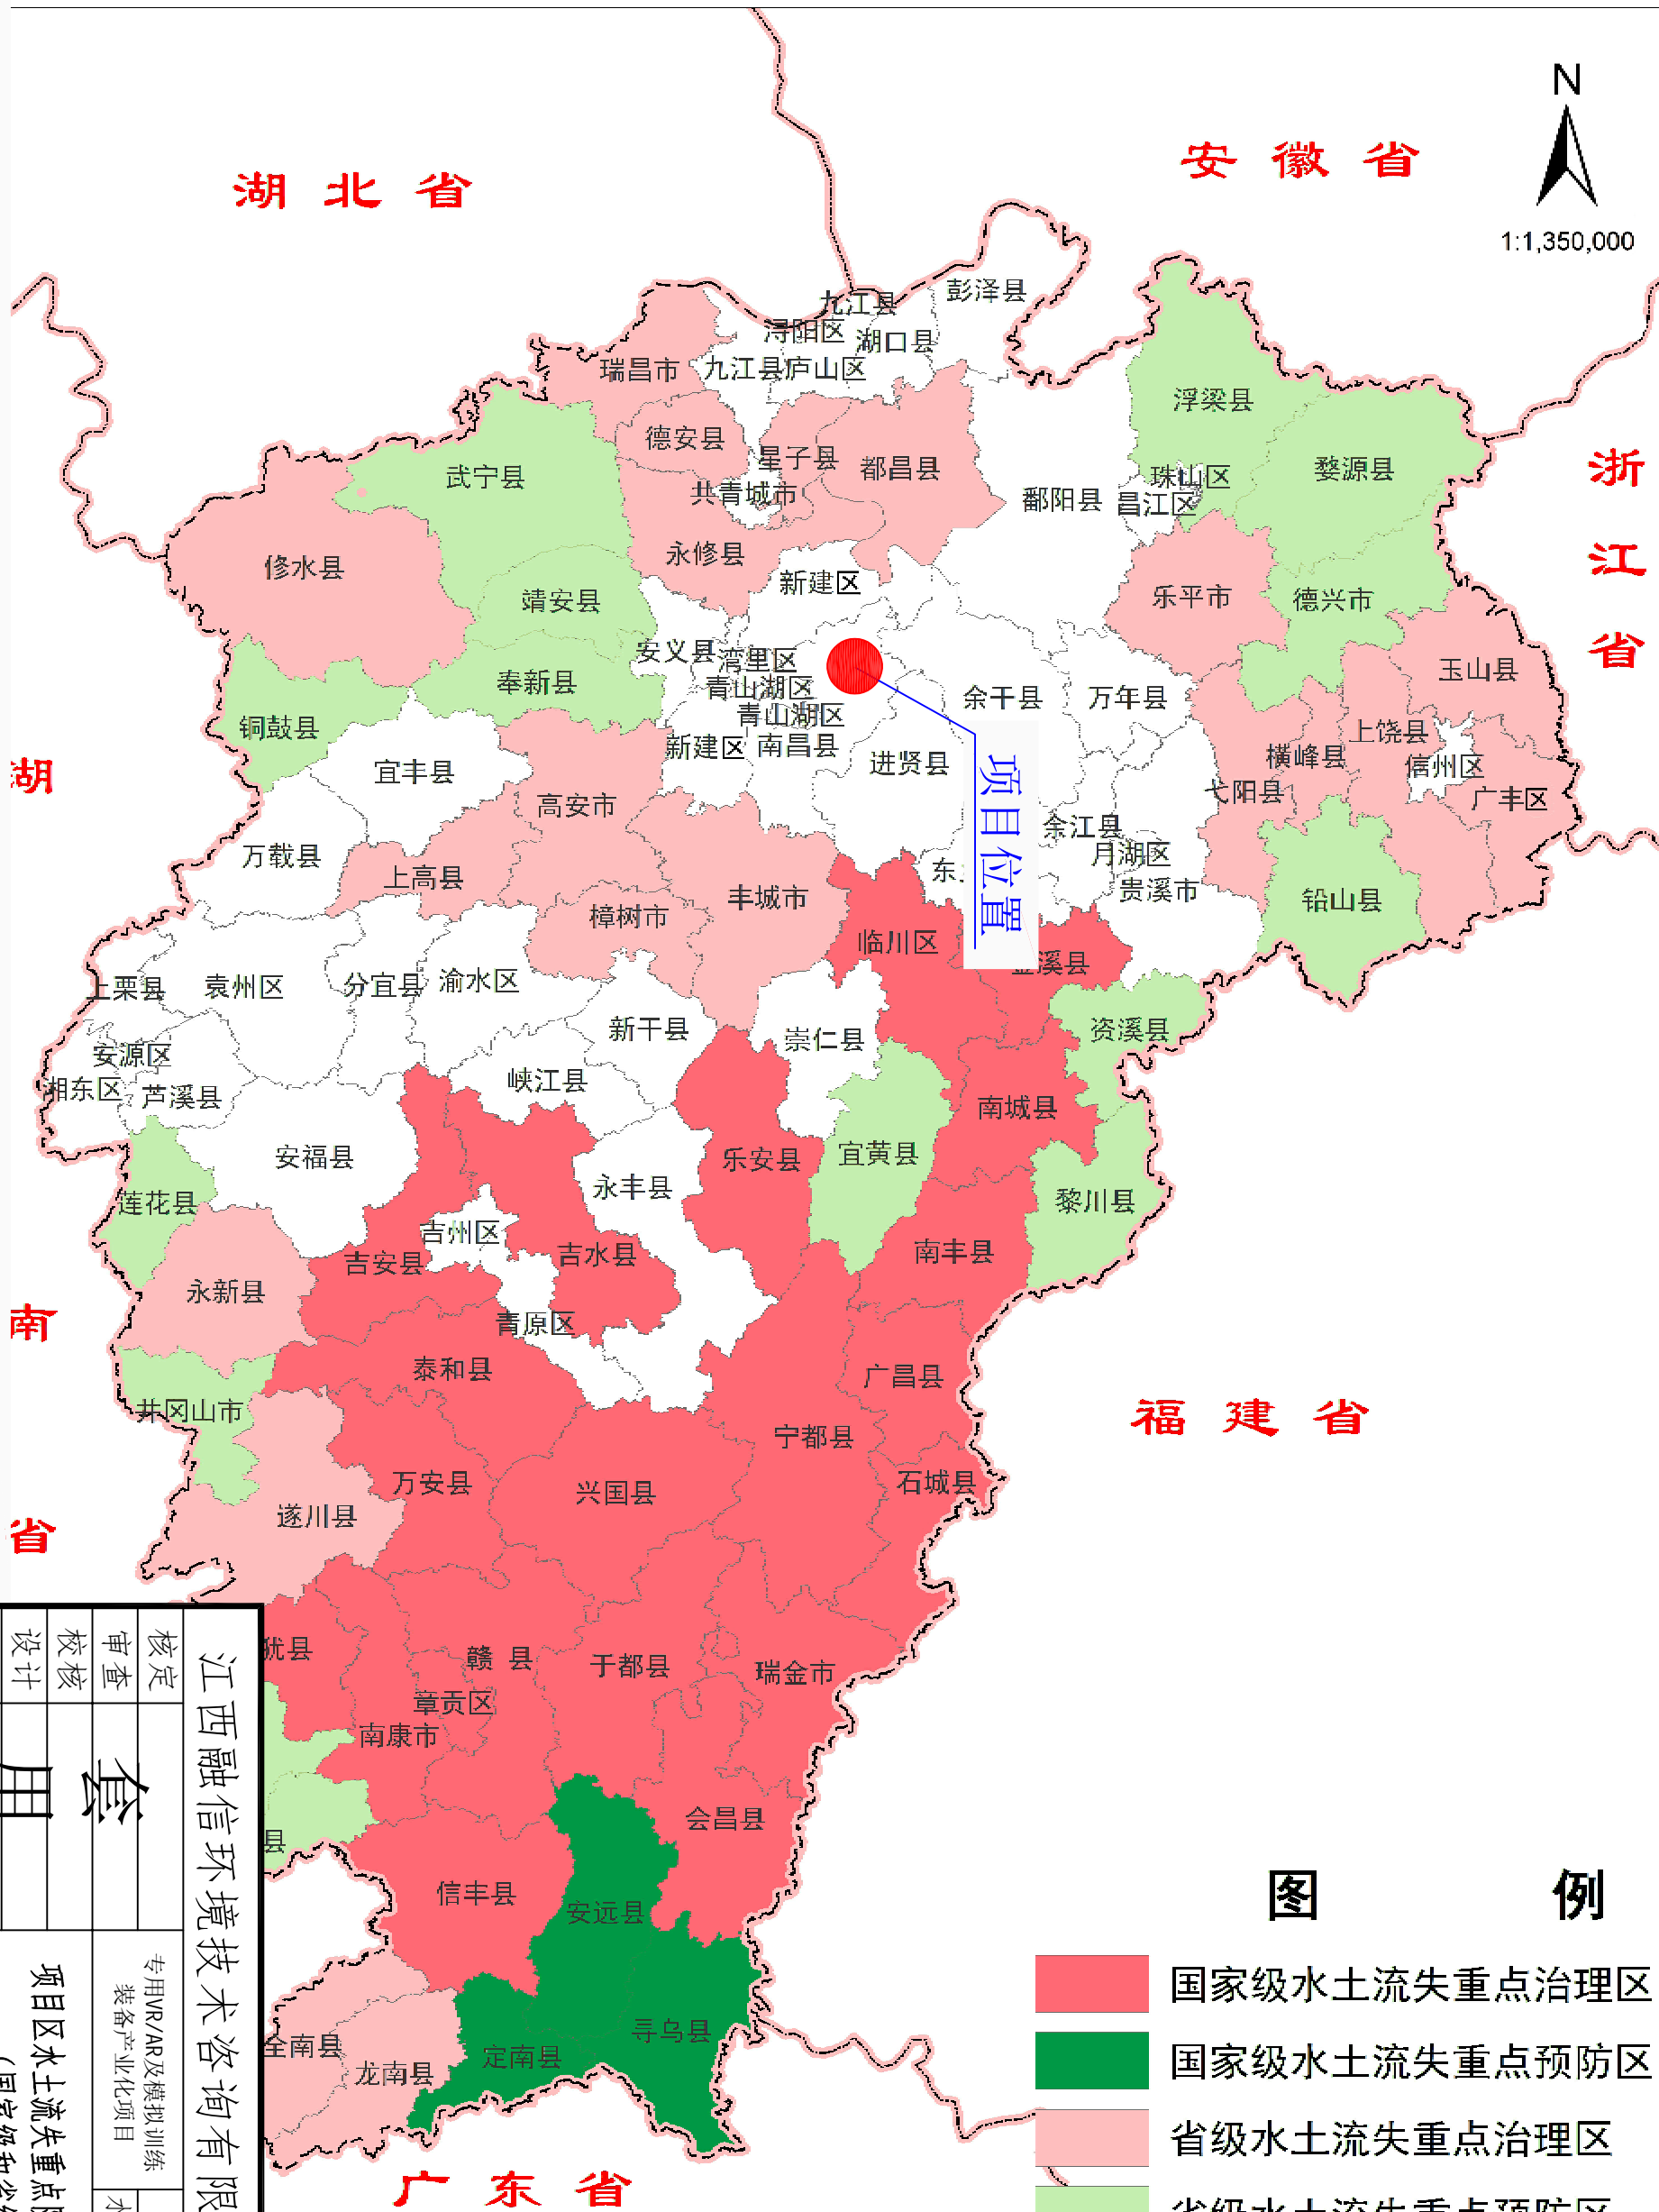 N
1:1,350,000
安徽省
湖北省
浙江省
湖南省
福建省
广东省
彭泽县
九江县
浔阳区
湖口县
瑞昌市
九江县
庐山区
浮梁县
德安县
星子县
都昌县
婺源县
武宁县
珠山区
共青城市
鄱阳县
昌江区
修水县
永修县
新建区
靖安县
乐平市
德兴市
安义县
湾里区
玉山县
奉新县
青山湖区
余干县
万年县
铜鼓县
青山湖区
上饶县
新建区
南昌县
进贤县
横峰县
信州区
宜丰县
弋阳县
广丰区
高安市
余江县
万载县
月湖区
上高县
东
贵溪市
丰城市
铅山县
樟树市
临川区
项目位置
溪县
上栗县
袁州区
分宜县
渝水区
新干县
崇仁县
资溪县
安源区
湘东区
芦溪县
峡江县
南城县
安福县
乐安县
宜黄县
永丰县
莲花县
黎川县
吉州区
吉安县
吉水县
南丰县
永新县
青原区
泰和县
广昌县
井冈山市
宁都县
万安县
兴国县
石城县
遂川县
犹县
赣县
于都县
瑞金市
章贡区
南康市
会昌县
县
信丰县
安远县
寻乌县
全南县
龙南县
定南县
图例
国家级水土流失重点治理区
国家级水土流失重点预防区
省级水土流失重点治理区
省级水土流失重点预防区
江西融信环境技术咨询有限
核定
审查
校核
设计
套用
专用VR/AR及模拟训练
装备产业化项目
水
项目区水土流失重点